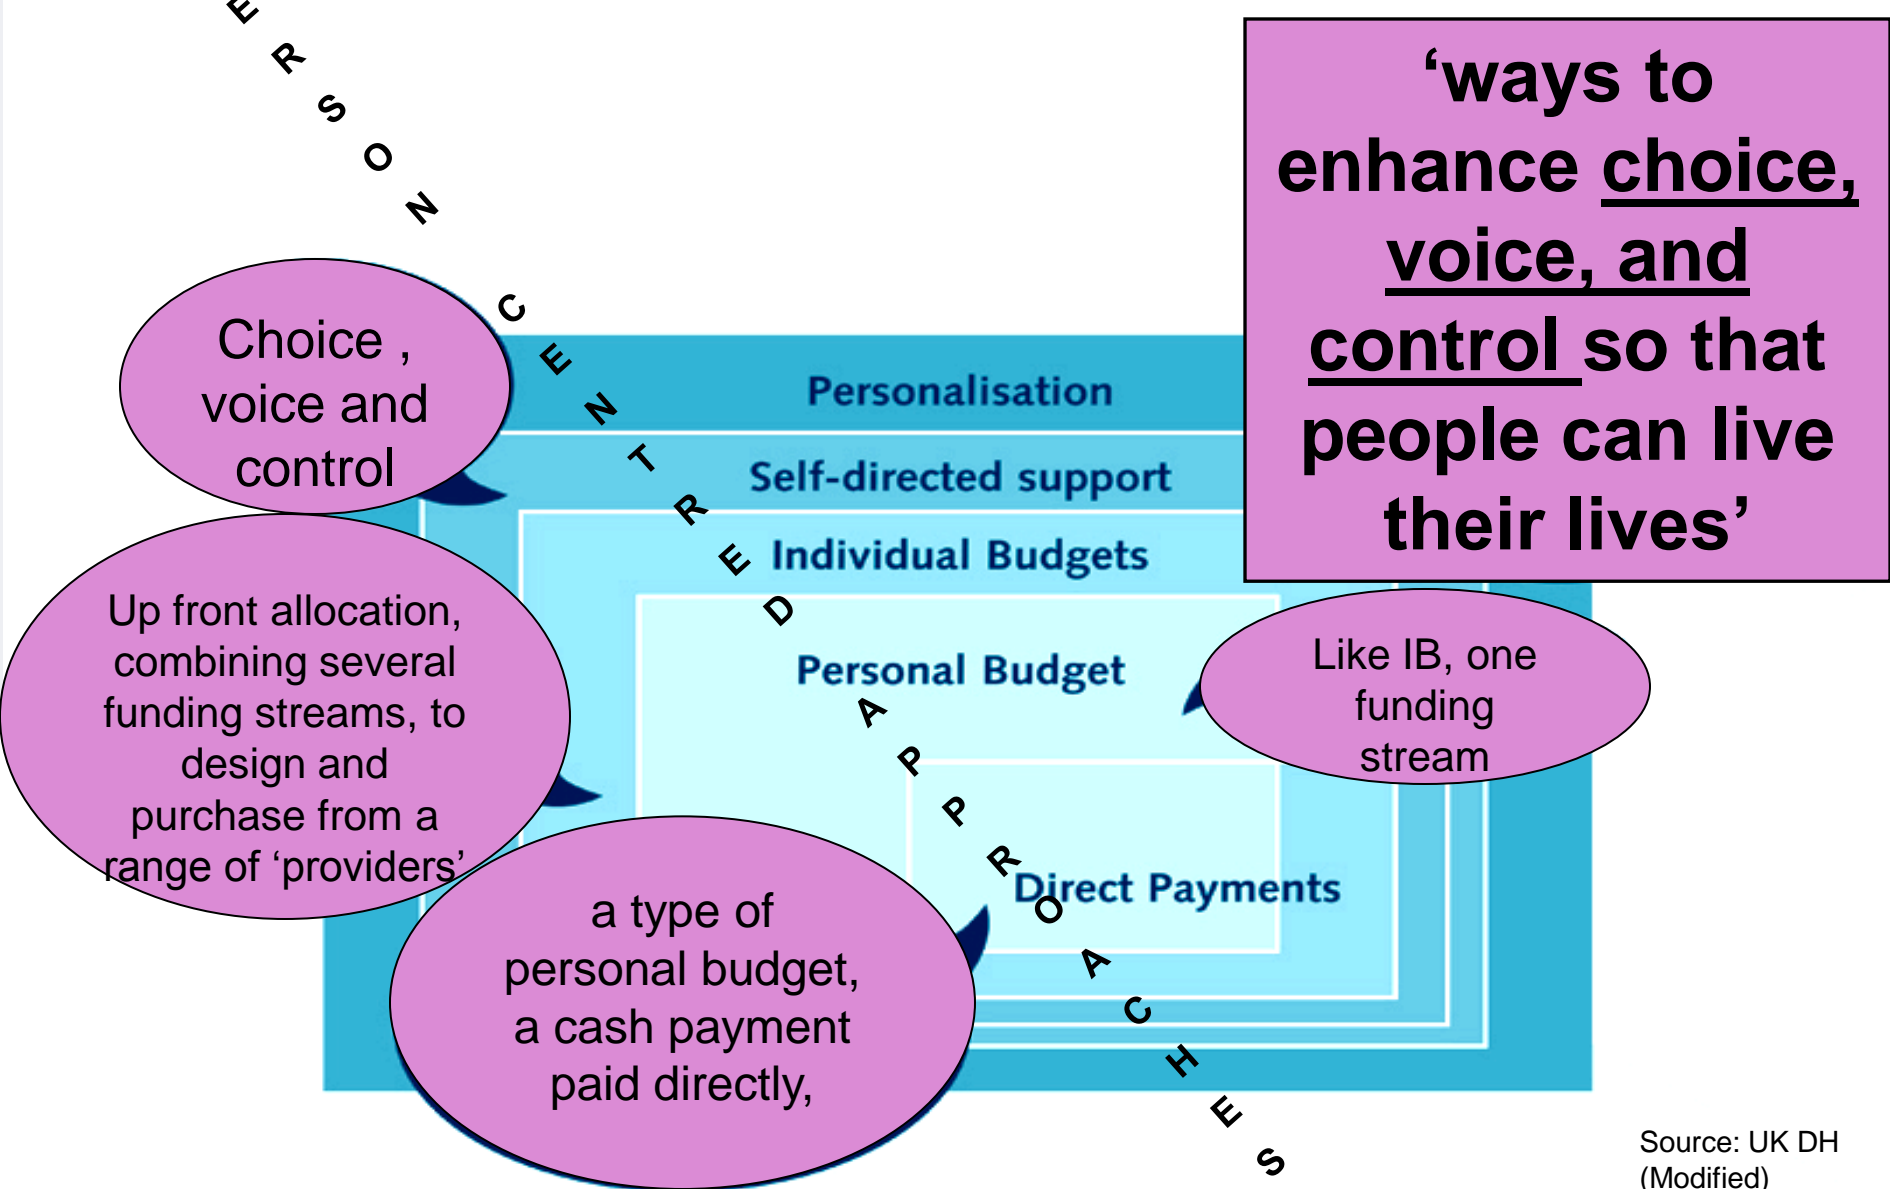 ERSON CENTRED APPROACHES
‘ways to
enhance choice,
voice, and
control so that
people can live
their lives’
Choice ,
voice and
control
Personalisation
Self-directed support
Individual Budgets
Up front allocation,
combining several
funding streams, to
design and
purchase from a
range of ‘providers’
Personal Budget
Like IB, one
funding
stream
Direct Payments
a type of
personal budget,
a cash payment
paid directly,
Source: UK DH
(Modified)